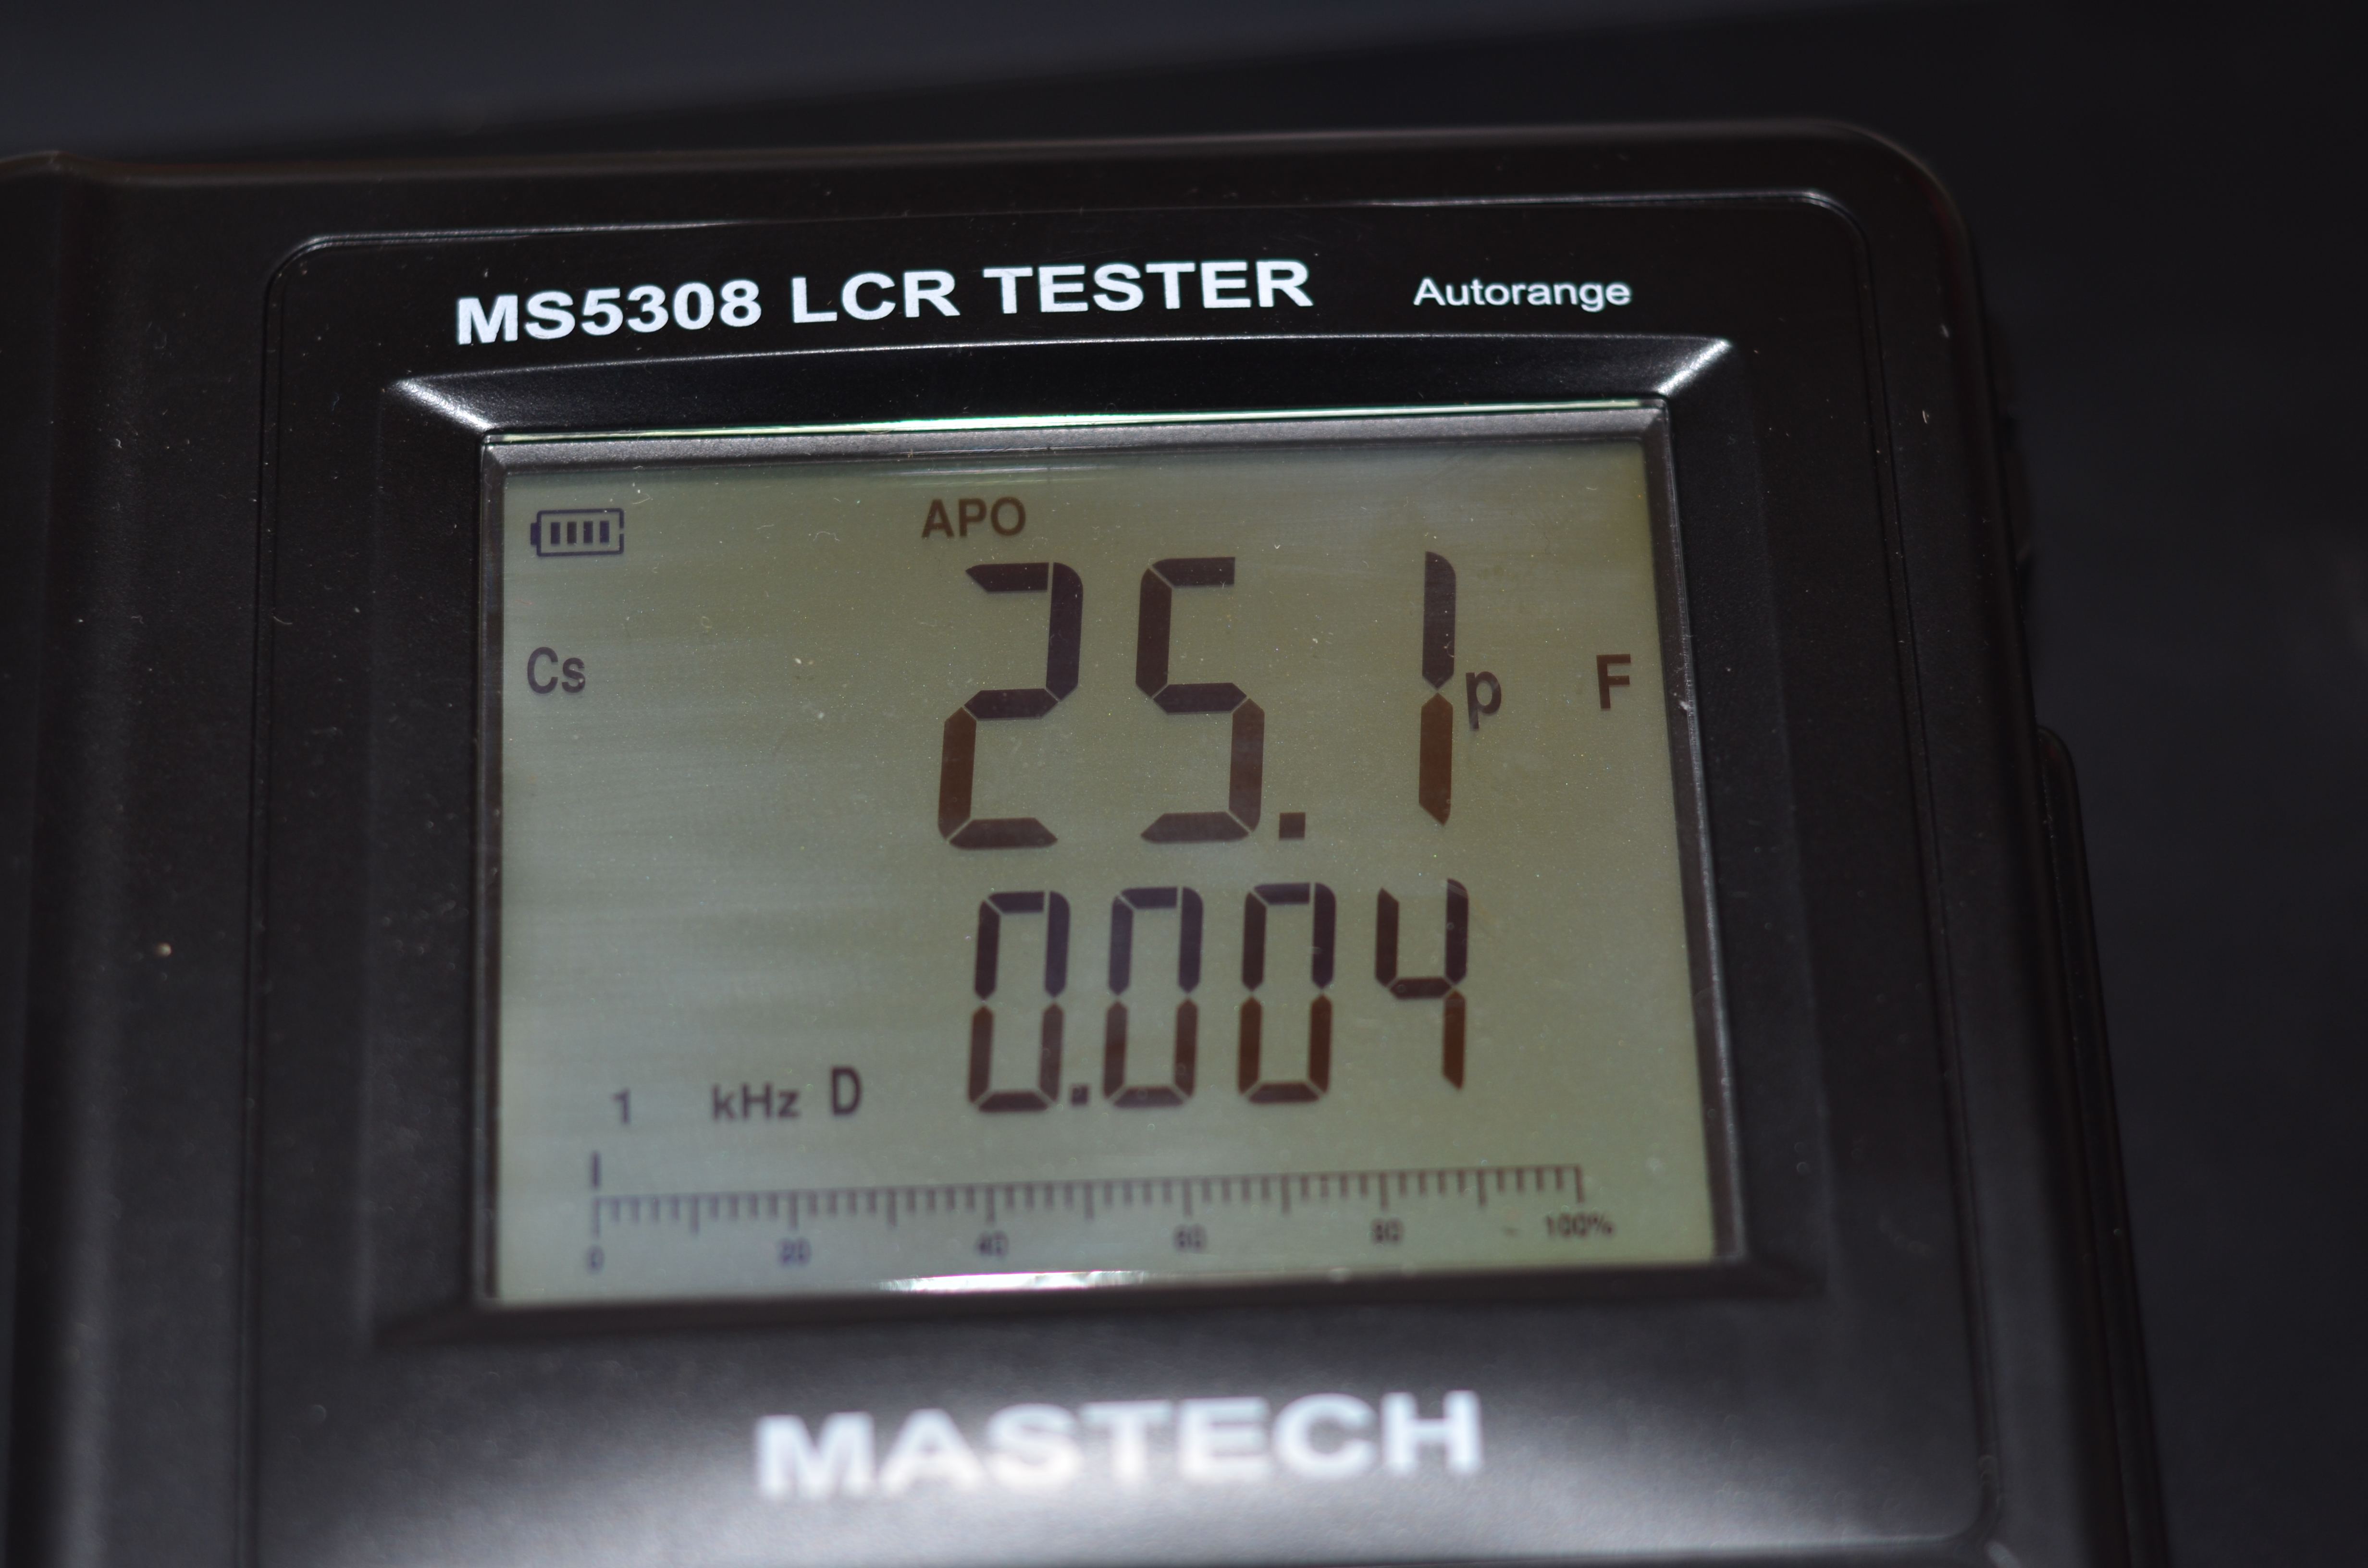 MS5308 LCR TESTER Autorange
APO
Cs 25.1 p F
1 kHz D 0.004
0 20 40 60 80 100%
MASTECH